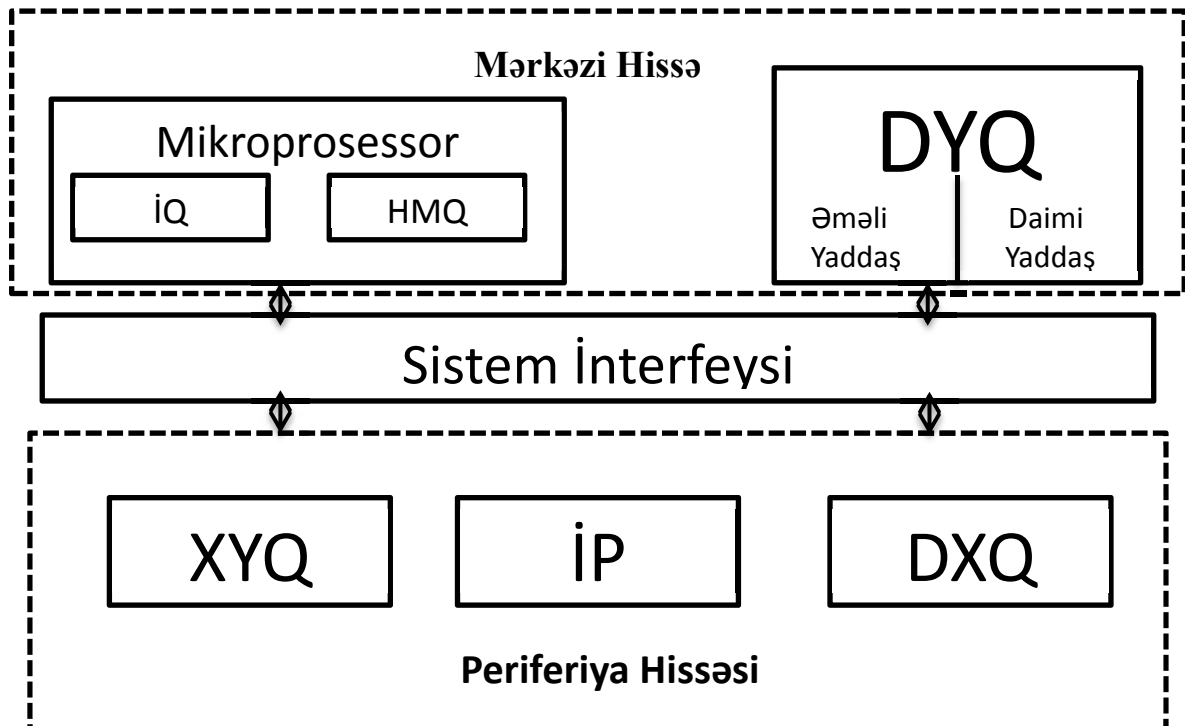 Mərkəzi Hissə
Mikroprosessor
İQ
HMQ
DYQ
Əməli
Yaddaş
Daimi
Yaddaş
Sistem İnterfeysi
XYQ
İP
DXQ
Periferiya Hissəsi